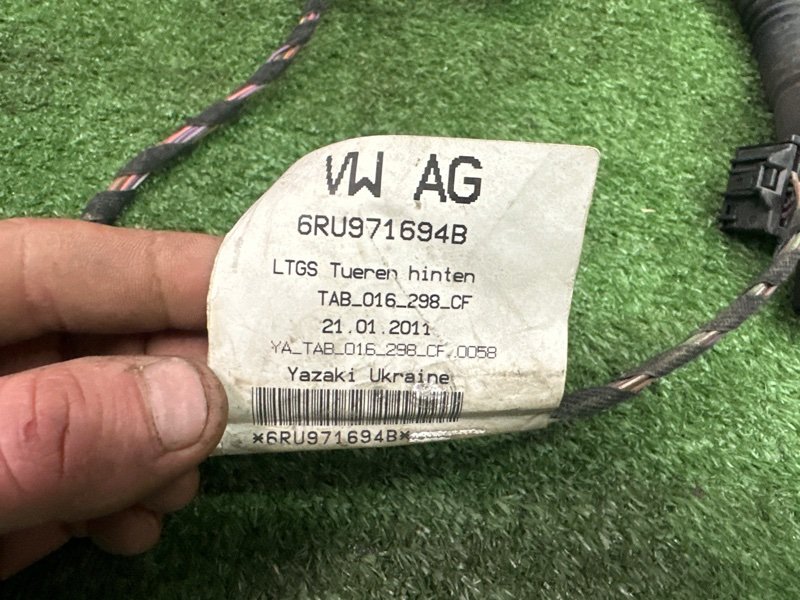 VW AG
6RU971694B
LTGS Tueren hinten
TAB_016_298_CF
21.01.2011
YA_TAB_016_298_CF_0058
Yazaki Ukraine
*6RU971694B*